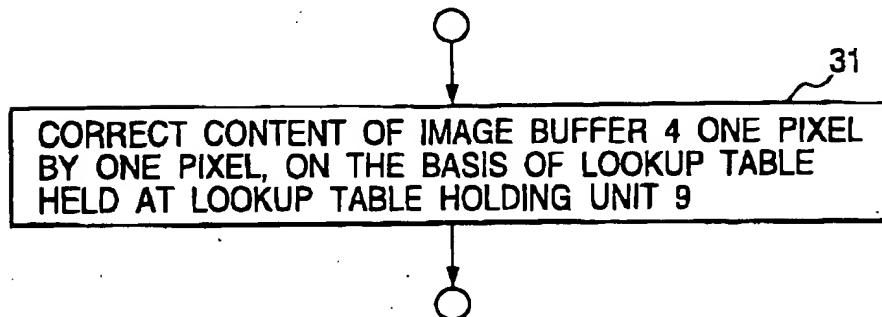 31
CORRECT CONTENT OF IMAGE BUFFER 4 ONE PIXEL
BY ONE PIXEL, ON THE BASIS OF LOOKUP TABLE
HELD AT LOOKUP TABLE HOLDING UNIT 9